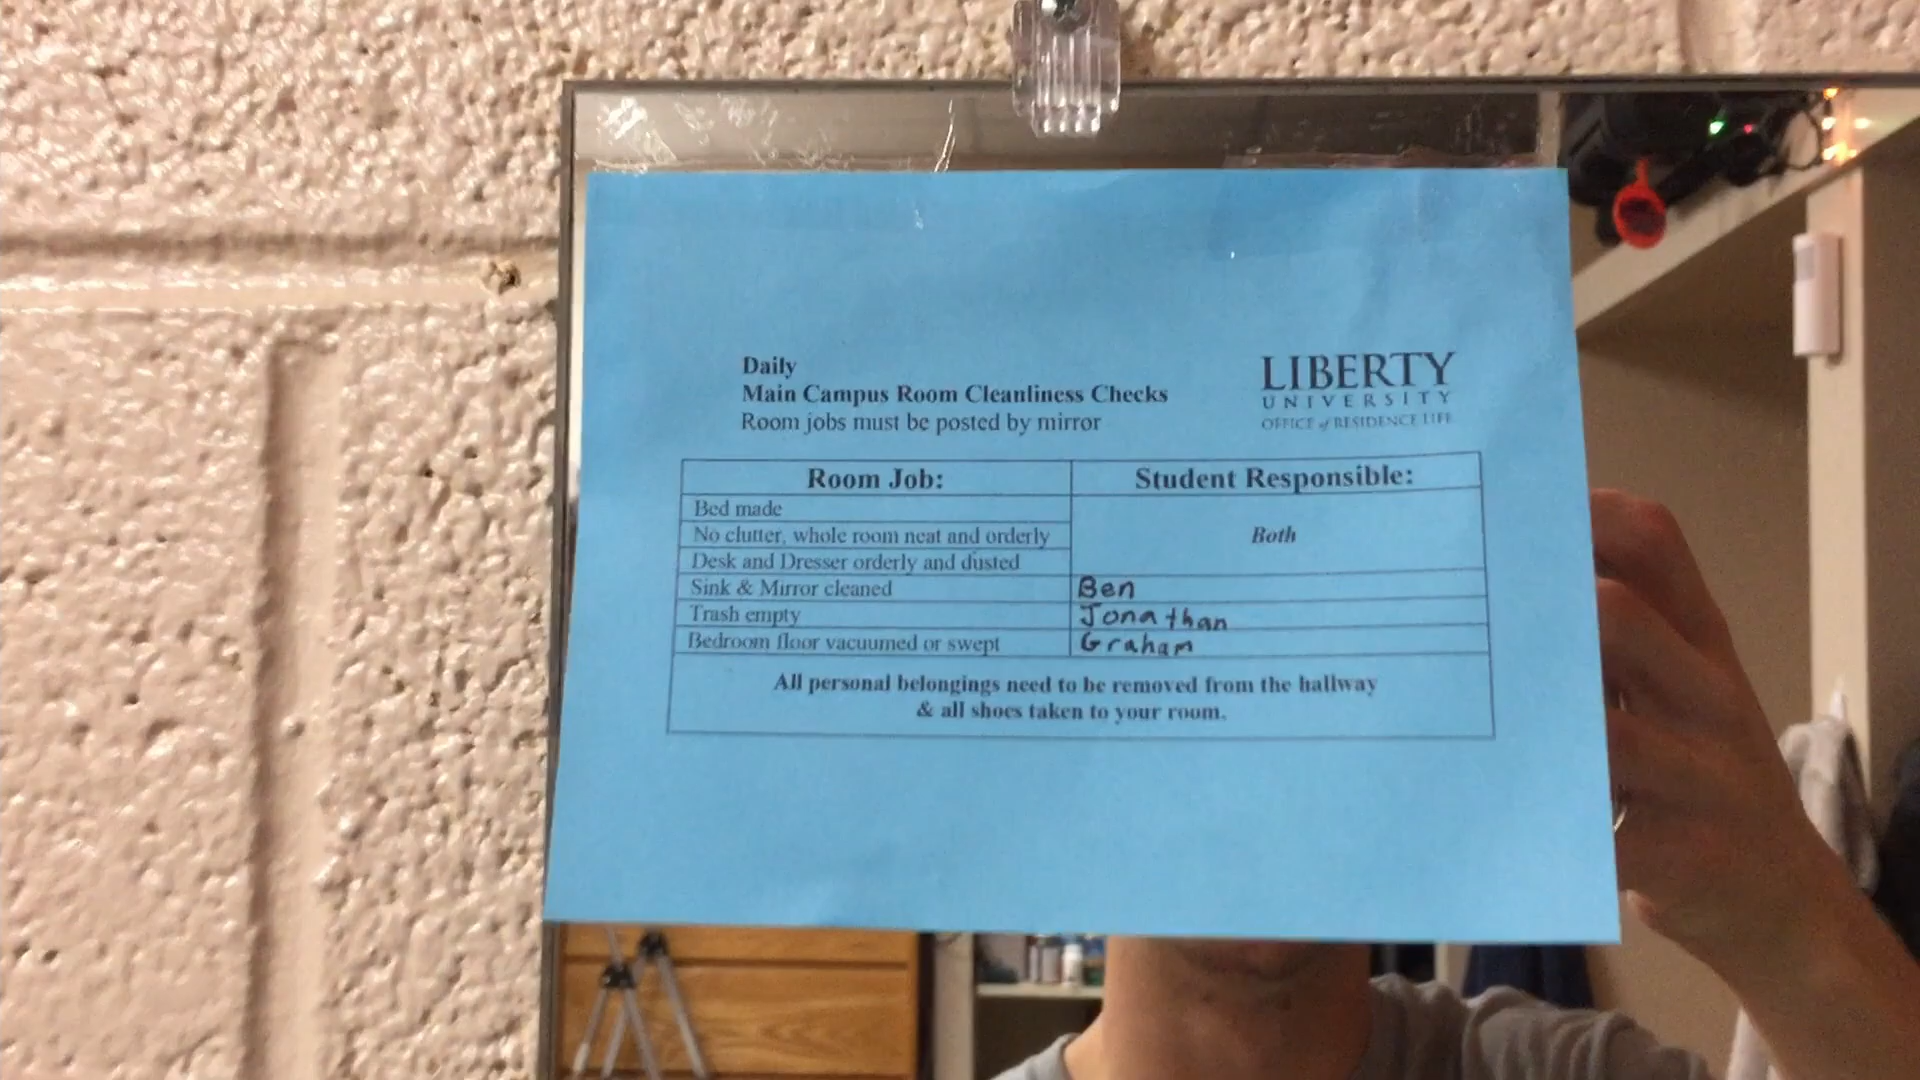 Daily
Main Campus Room Cleanliness Checks
Room jobs must be posted by mirror
LIBERTY
UNIVERSITY
OFFICE of RESIDENCE LIFE
Room Job: Student Responsible:
Bed made
No clutter, whole room neat and orderly Both
Desk and Dresser orderly and dusted
Sink & Mirror cleaned Ben
Trash empty Jonathan
Bedroom floor vacuumed or swept Graham
All personal belongings need to be removed from the hallway
& all shoes taken to your room.